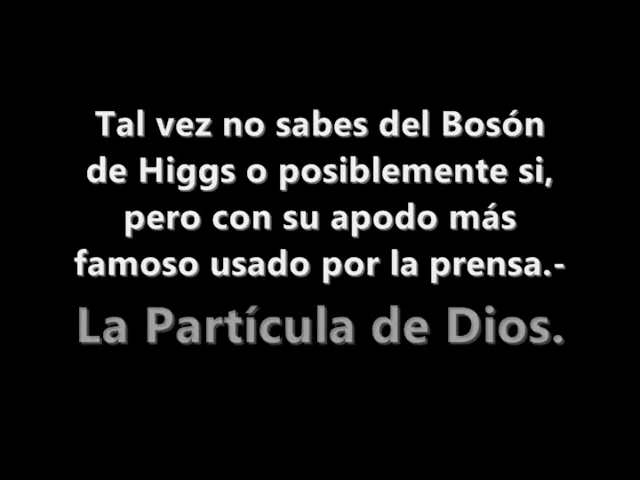 Tal vez no sabes del Bosón
de Higgs o posiblemente si,
pero con su apodo más
famoso usado por la prensa.-
La Partícula de Dios.